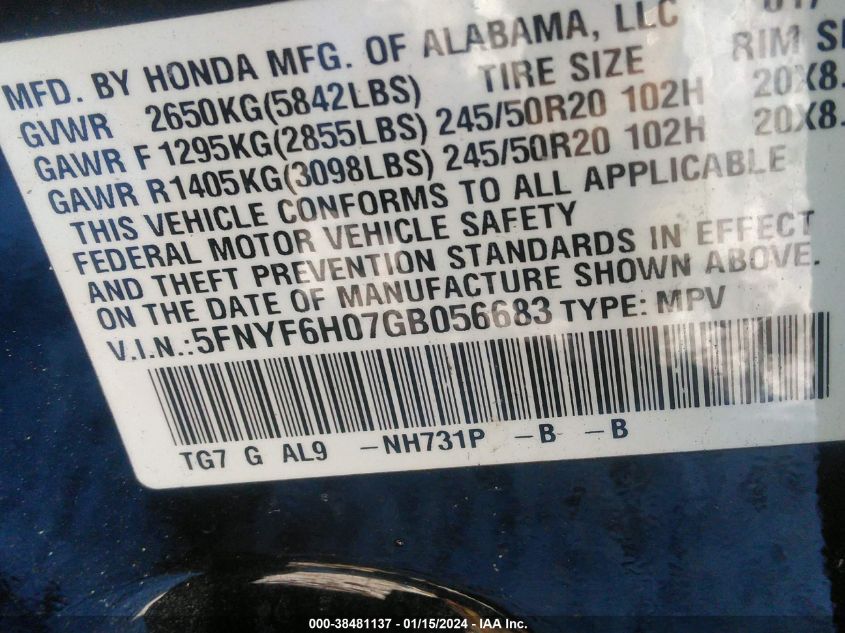 MFD. BY HONDA MFG. OF ALABAMA, LLC
GVWR 2650KG(5842LBS) TIRE SIZE RIM
GAWR F 1295KG(2855LBS) 245/50R20 102H 20X8.
GAWR R1405KG(3098LBS) 245/50R20 102H 20X8.
THIS VEHICLE CONFORMS TO ALL APPLICABLE
FEDERAL MOTOR VEHICLE SAFETY
AND THEFT PREVENTION STANDARDS IN EFFECT
ON THE DATE OF MANUFACTURE SHOWN ABOVE.
V.I.N.:5FNYF6H07GB056683 TYPE: MPV
TG7 G AL9 -NH731P -B -B
000-38481137 - 01/15/2024 - IAA Inc.